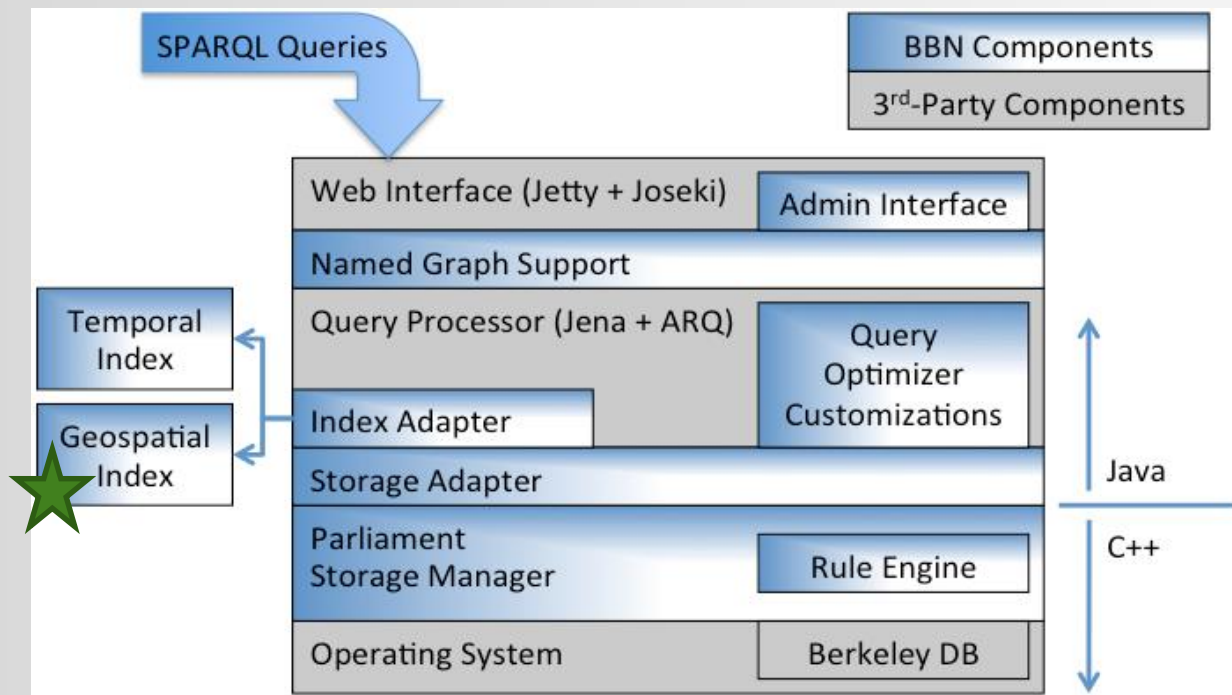 SPARQL Queries
BBN Components
3rd-Party Components
Web Interface (Jetty + Joseki)
Admin Interface
Named Graph Support
Temporal
Index
Query Processor (Jena + ARQ)
Query
Optimizer
Customizations
Index Adapter
Geospatial
Index
Storage Adapter
Java
C++
Parliament
Storage Manager
Rule Engine
Operating System
Berkeley DB